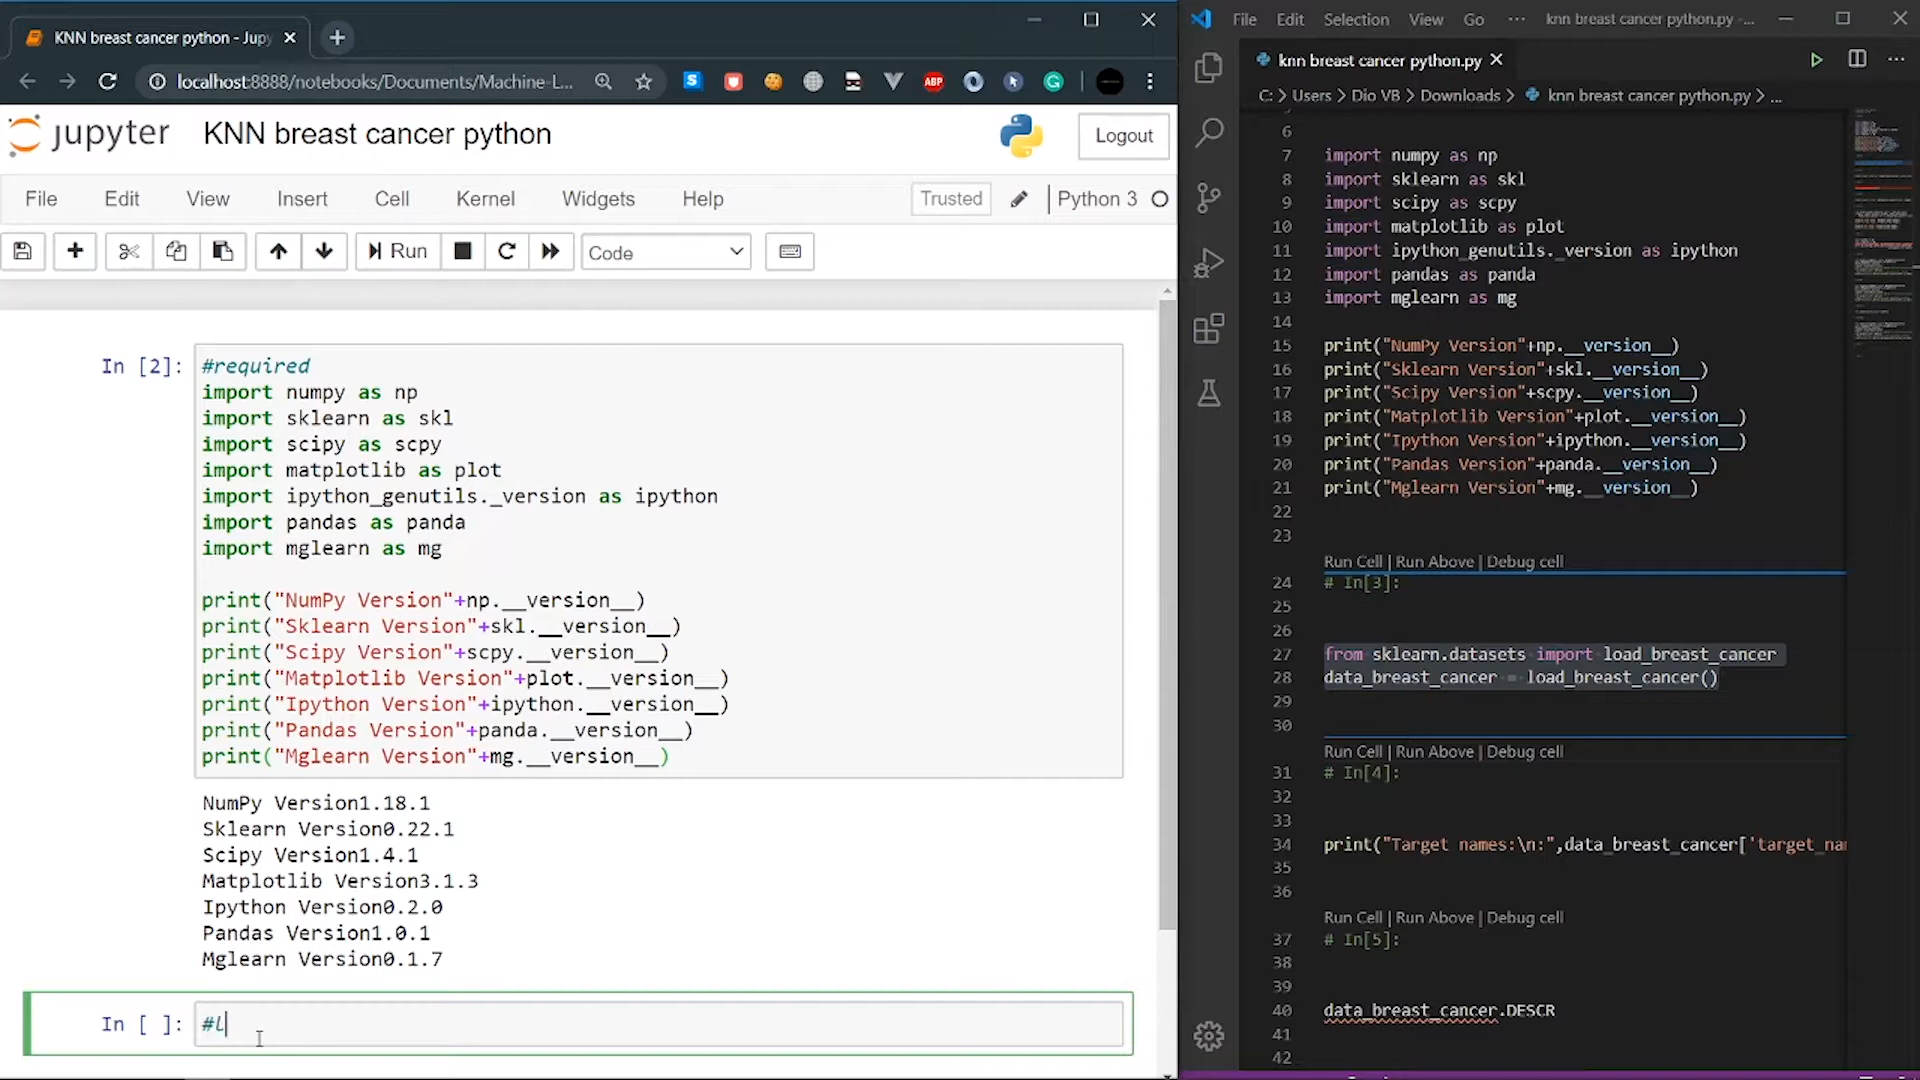 KNN breast cancer python - Jupy
localhost:8888/notebooks/Documents/Machine-L...
ABP
jupyter KNN breast cancer python
Logout
File Edit View Insert Cell Kernel Widgets Help
Trusted
Python 3
Run
Code
In [2]:
#required
import numpy as np
import sklearn as skl
import scipy as scpy
import matplotlib as plot
import ipython_genutils._version as ipython
import pandas as panda
import mglearn as mg
print("NumPy Version"+np.__version__)
print("Sklearn Version"+skl.__version__)
print("Scipy Version"+scpy.__version__)
print("Matplotlib Version"+plot.__version__)
print("Ipython Version"+ipython.__version__)
print("Pandas Version"+panda.__version__)
print("Mglearn Version"+mg.__version__)
NumPy Version1.18.1
Sklearn Version0.22.1
Scipy Version1.4.1
Matplotlib Version3.1.3
Ipython Version0.2.0
Pandas Version1.0.1
Mglearn Version0.1.7
In [ ]:
#l
File Edit Selection View Go ··· knn breast cancer python.py - ...
knn breast cancer python.py
C: > Users > Dio VB > Downloads > knn breast cancer python.py > ...
6
7 import numpy as np
8 import sklearn as skl
9 import scipy as scpy
10 import matplotlib as plot
11 import ipython_genutils._version as ipython
12 import pandas as panda
13 import mglearn as mg
14
15 print("NumPy Version"+np.__version__)
16 print("Sklearn Version"+skl.__version__)
17 print("Scipy Version"+scpy.__version__)
18 print("Matplotlib Version"+plot.__version__)
19 print("Ipython Version"+ipython.__version__)
20 print("Pandas Version"+panda.__version__)
21 print("Mglearn Version"+mg.__version__)
22
23
Run Cell | Run Above | Debug cell
24 # In[3]:
25
26
27 from sklearn.datasets import load_breast_cancer
28 data_breast_cancer = load_breast_cancer()
29
30
Run Cell | Run Above | Debug cell
31 # In[4]:
32
33
34 print("Target names:\n:",data_breast_cancer['target_na
35
36
Run Cell | Run Above | Debug cell
37 # In[5]:
38
39
40 data_breast_cancer.DESCR
41
42